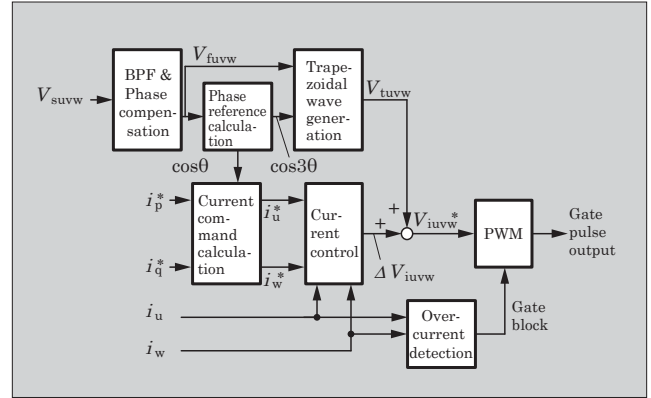 V_suvw
BPF &
Phase
compen-
sation
V_fuvw
Phase
reference
calcula-
tion
Trape-
zoidal
wave
gener-
ation
V_tuvw
cosθ
cos3θ
i_p*
i_q*
Current
com-
mand
calcula-
tion
i_u*
i_w*
Cur-
rent
control
+
+
V_iuvw*
Δ V_iuvw
PWM
Gate
pulse
output
i_u
i_w
Over-
current
detection
Gate
block